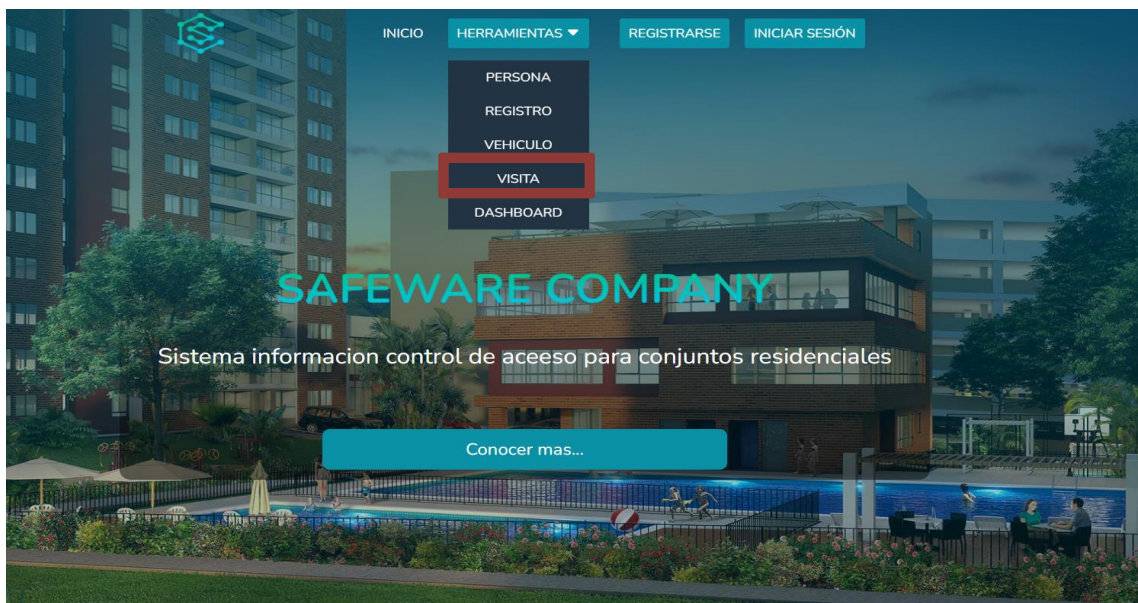 INICIO HERRAMIENTAS REGISTRARSE INICIAR SESIÓN
PERSONA
REGISTRO
VEHICULO
VISITA
DASHBOARD
SAFEWARE COMPANY
Sistema informacion control de aceeso para conjuntos residenciales
Conocer mas...